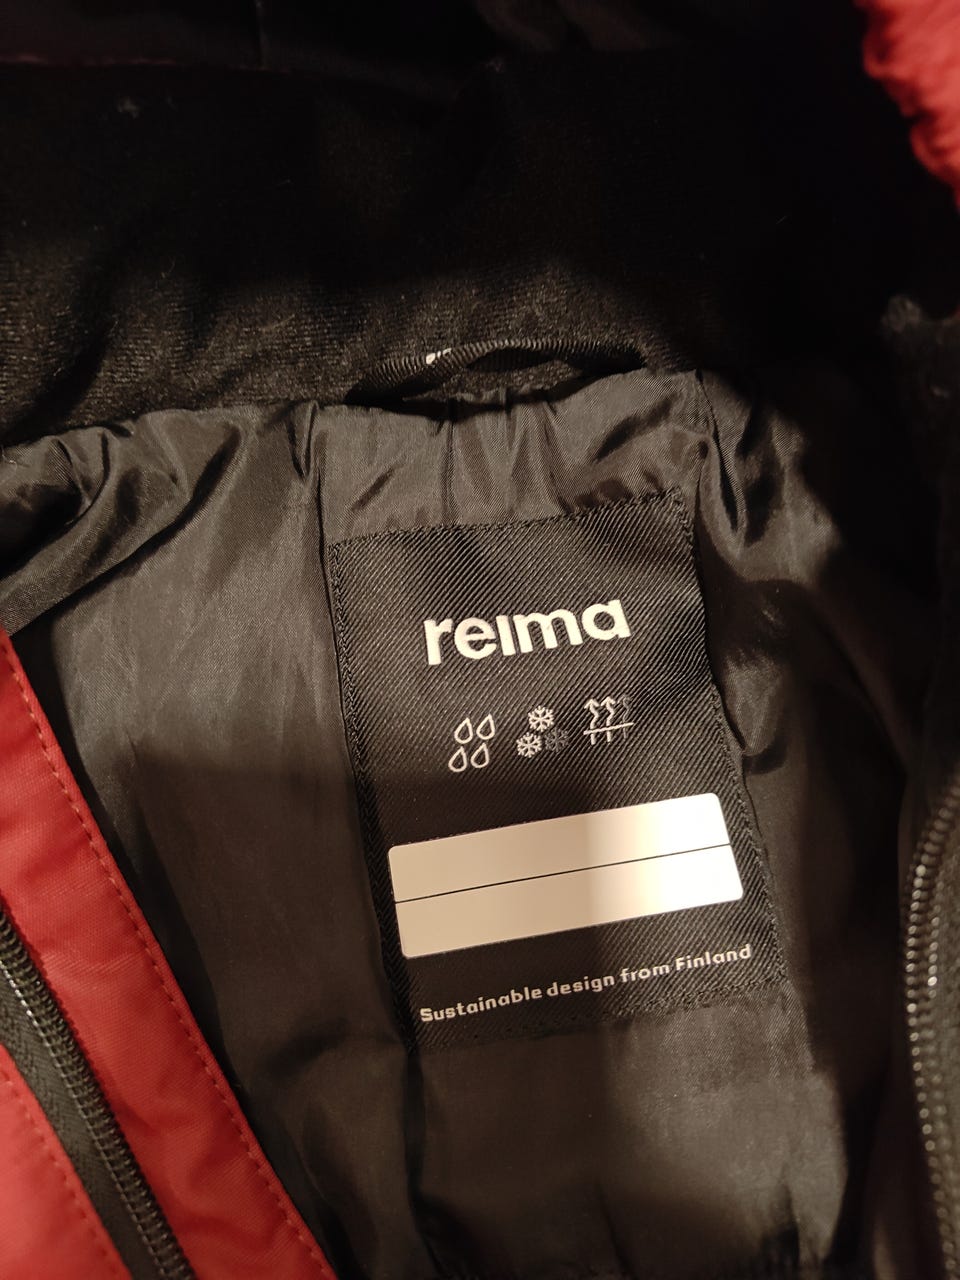 reima
Sustainable design from Finland